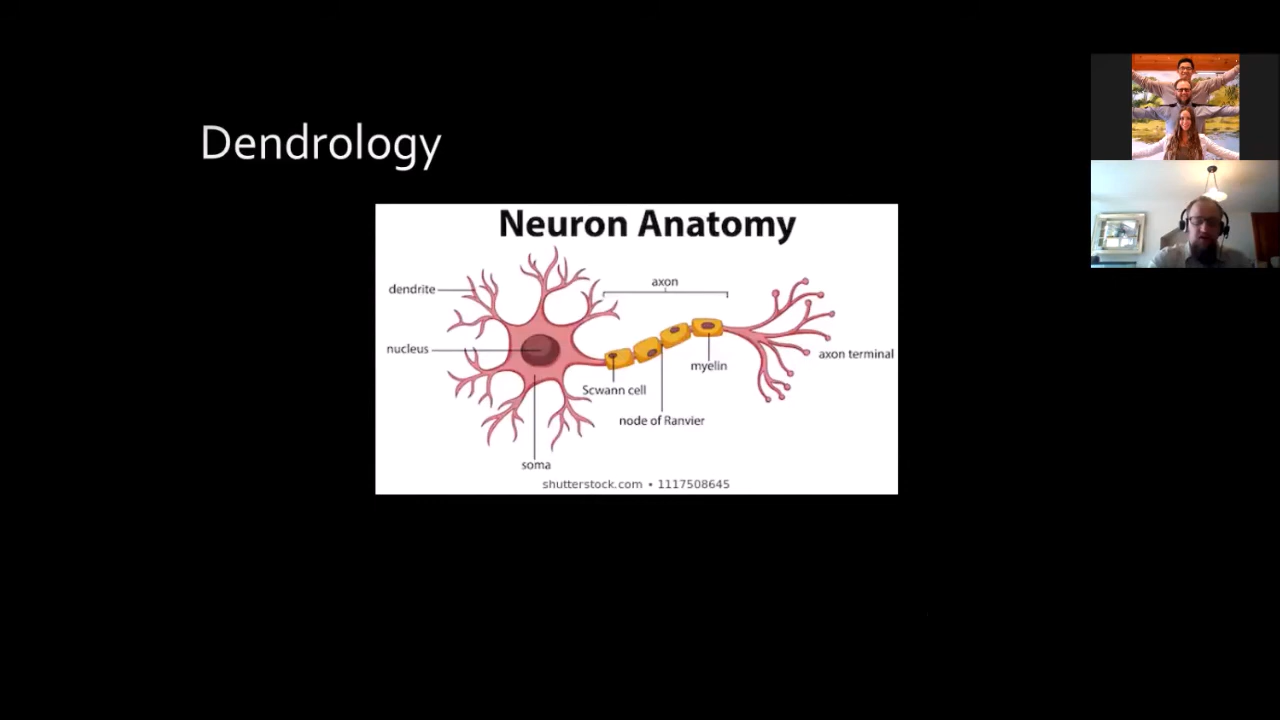 Dendrology
Neuron Anatomy
axon
dendrite
nucleus
axon terminal
myelin
Scwann cell
node of Ranvier
soma
shutterstock.com • 1117508645